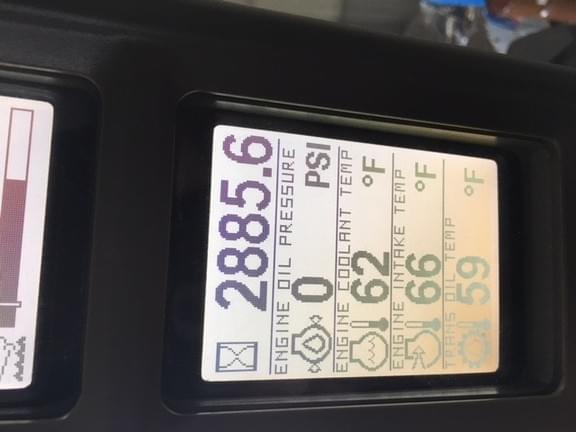 2885.6
ENGINE OIL PRESSURE
0 PSI
ENGINE COOLANT TEMP
62 °F
ENGINE INTAKE TEMP
66 °F
TRANS OIL TEMP
59 °F